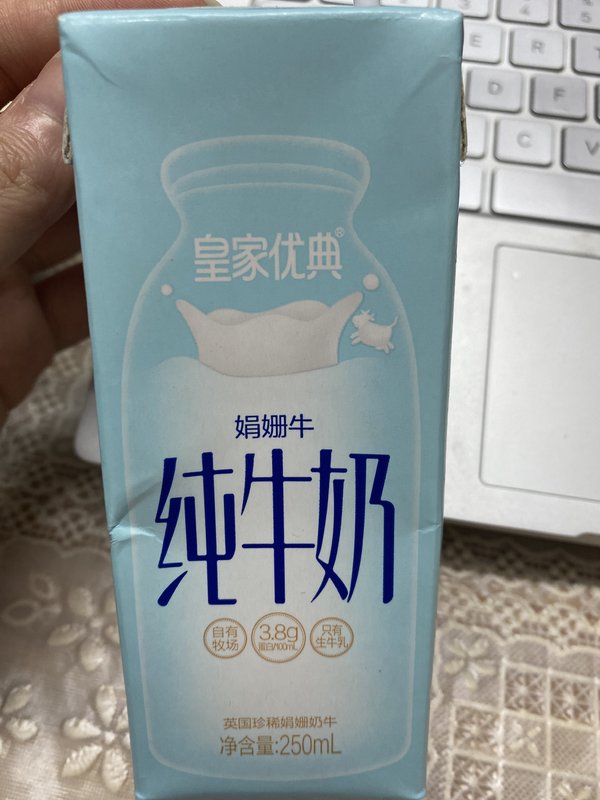 皇家优典®
娟姗牛
纯牛奶
自有
牧场
3.8g
蛋白/100mL
只有
生牛乳
英国珍稀娟姗奶牛
净含量:250mL
E
R
D
F
C
V